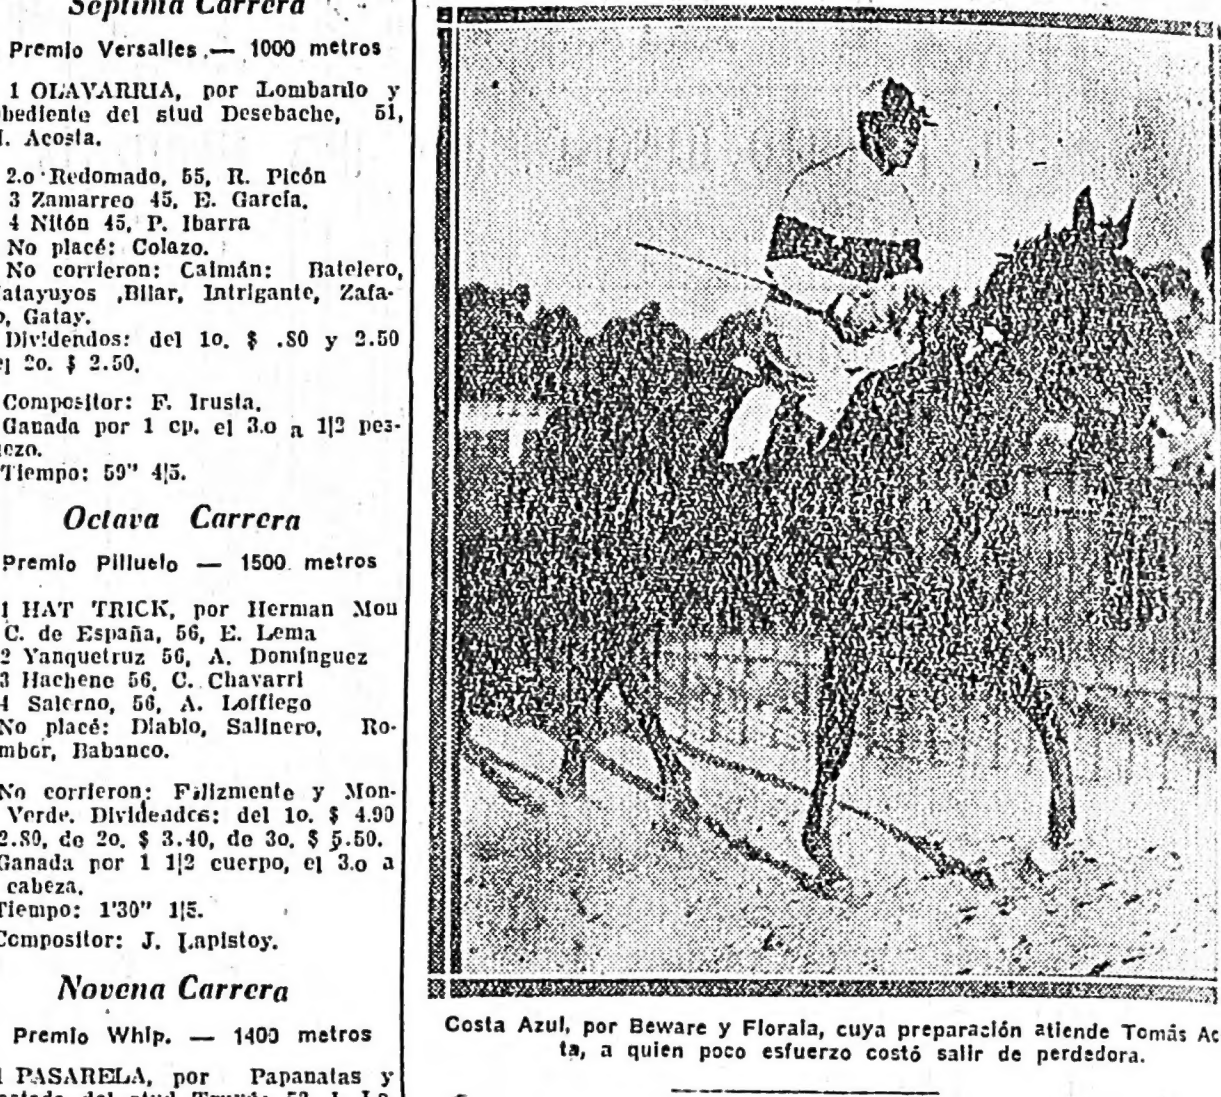 Séptima Carrera
Premio Versalles .— 1000 metros
1 OLAVARRIA, por Lombardo y
bediente del stud Desebache, 51,
. Acosta.
2.o Redomado, 55, R. Picón
3 Zamarreo 45, E. García.
4 Nitón 45, P. Ibarra
No placé: Colazo.
No corrieron: Caimán: Batelero,
atayuyos ,Bilar, Intrigante, Zafa-
o, Gatay.
Dividendos: del 1o. $ .80 y 2.50
el 2o. $ 2.50.
Compositor: F. Irusta.
Ganada por 1 cp. el 3.o a 1|2 pes-
ezo.
Tiempo: 59" 4|5.
Octava Carrera
Premio Pilluelo — 1500 metros
1 HAT TRICK, por Herman Mou
C. de España, 56, E. Lema
2 Yanquetruz 56, A. Domínguez
3 Hachene 56, C. Chavarri
4 Salerno, 56, A. Loffiego
No placé: Diablo, Salinero, Ro-
mbor, Babanco.
No corrieron: Falizmente y Mon-
Verde. Dividendos: del 1o. $ 4.90
2.80, de 2o. $ 3.40, de 3o. $ 5.50.
Ganada por 1 1|2 cuerpo, el 3.o a
cabeza.
Tiempo: 1'30" 1|5.
Compositor: J. Lapistoy.
Novena Carrera
Premio Whip. — 1400 metros
1 PASARELA, por Papanatas y
del stud
Costa Azul, por Beware y Florala, cuya preparación atiende Tomás Ac
ta, a quien poco esfuerzo costó salir de perdedora.